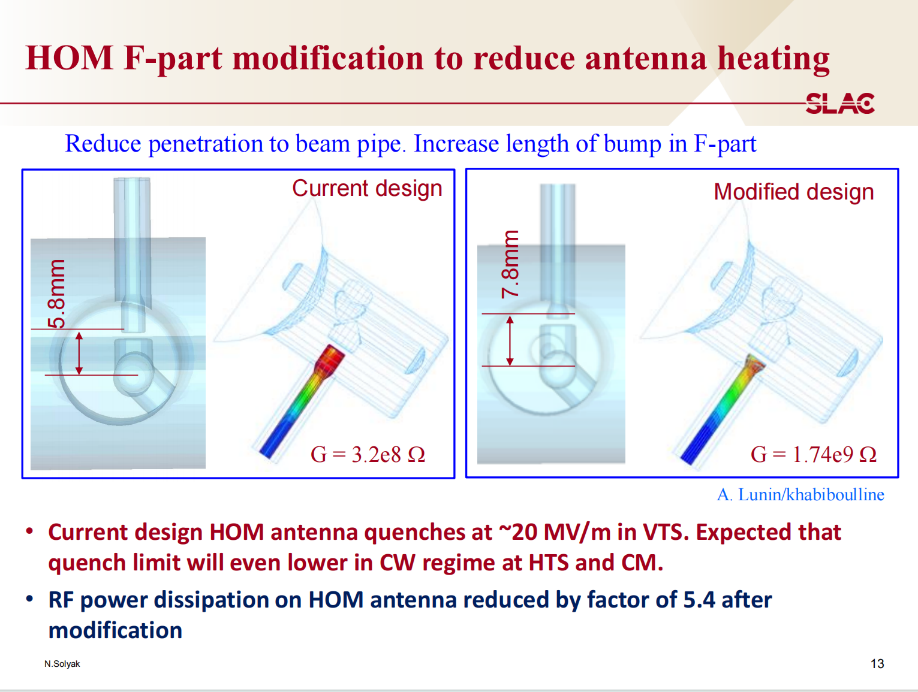 HOM F-part modification to reduce antenna heating
SLAC
Reduce penetration to beam pipe. Increase length of bump in F-part
Current design
5.8mm
G = 3.2e8 Ω
Modified design
7.8mm
G = 1.74e9 Ω
A. Lunin/khabiboulline
• Current design HOM antenna quenches at ~20 MV/m in VTS. Expected that
quench limit will even lower in CW regime at HTS and CM.
• RF power dissipation on HOM antenna reduced by factor of 5.4 after
modification
N.Solyak
13